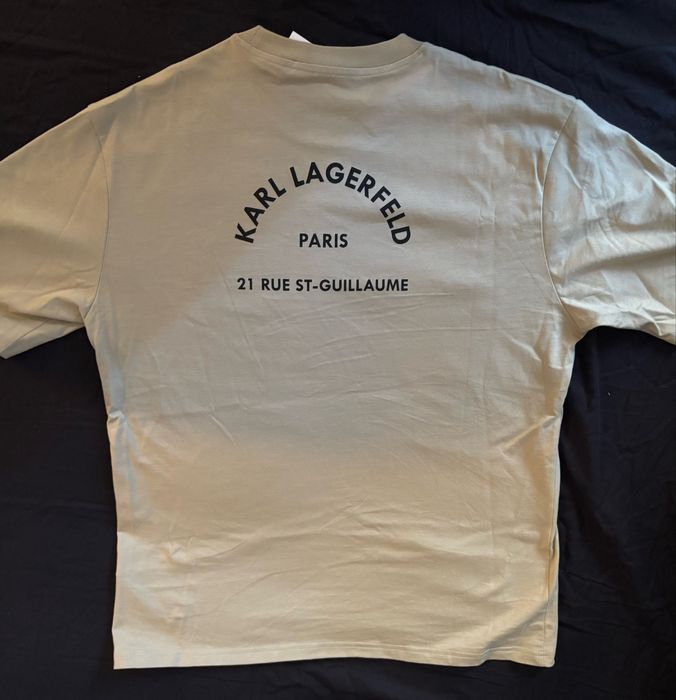 KARL LAGERFELD
PARIS
21 RUE ST-GUILLAUME